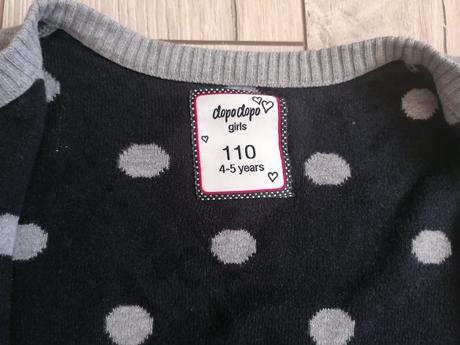 dopodopo
girls
110
4-5 years